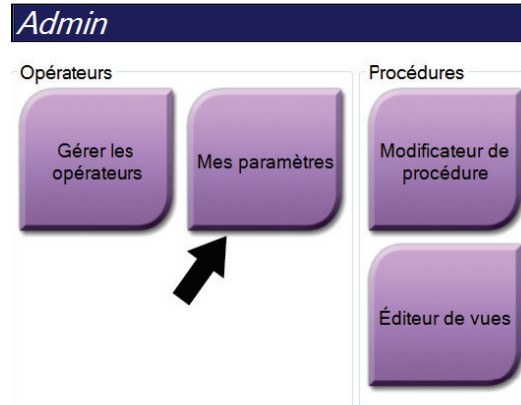 Admin
Opérateurs
Procédures
Gérer les
opérateurs
Mes paramètres
Modificateur de
procédure
Éditeur de vues